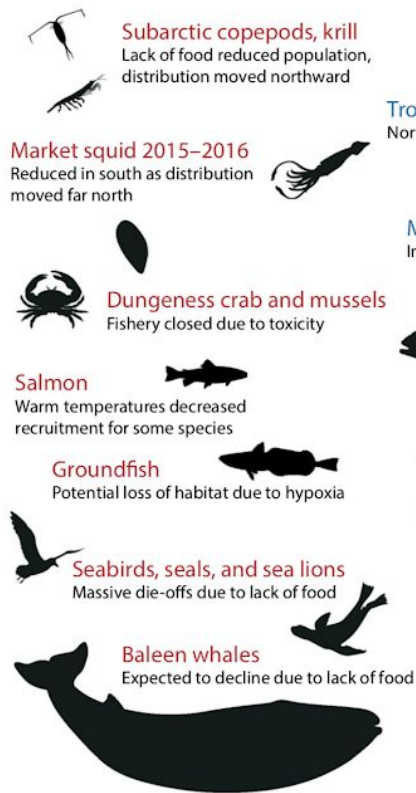 Subarctic copepods, krill
Lack of food reduced population,
distribution moved northward
Market squid 2015–2016
Reduced in south as distribution
moved far north
Dungeness crab and mussels
Fishery closed due to toxicity
Salmon
Warm temperatures decreased
recruitment for some species
Groundfish
Potential loss of habitat due to hypoxia
Seabirds, seals, and sea lions
Massive die-offs due to lack of food
Baleen whales
Expected to decline due to lack of food